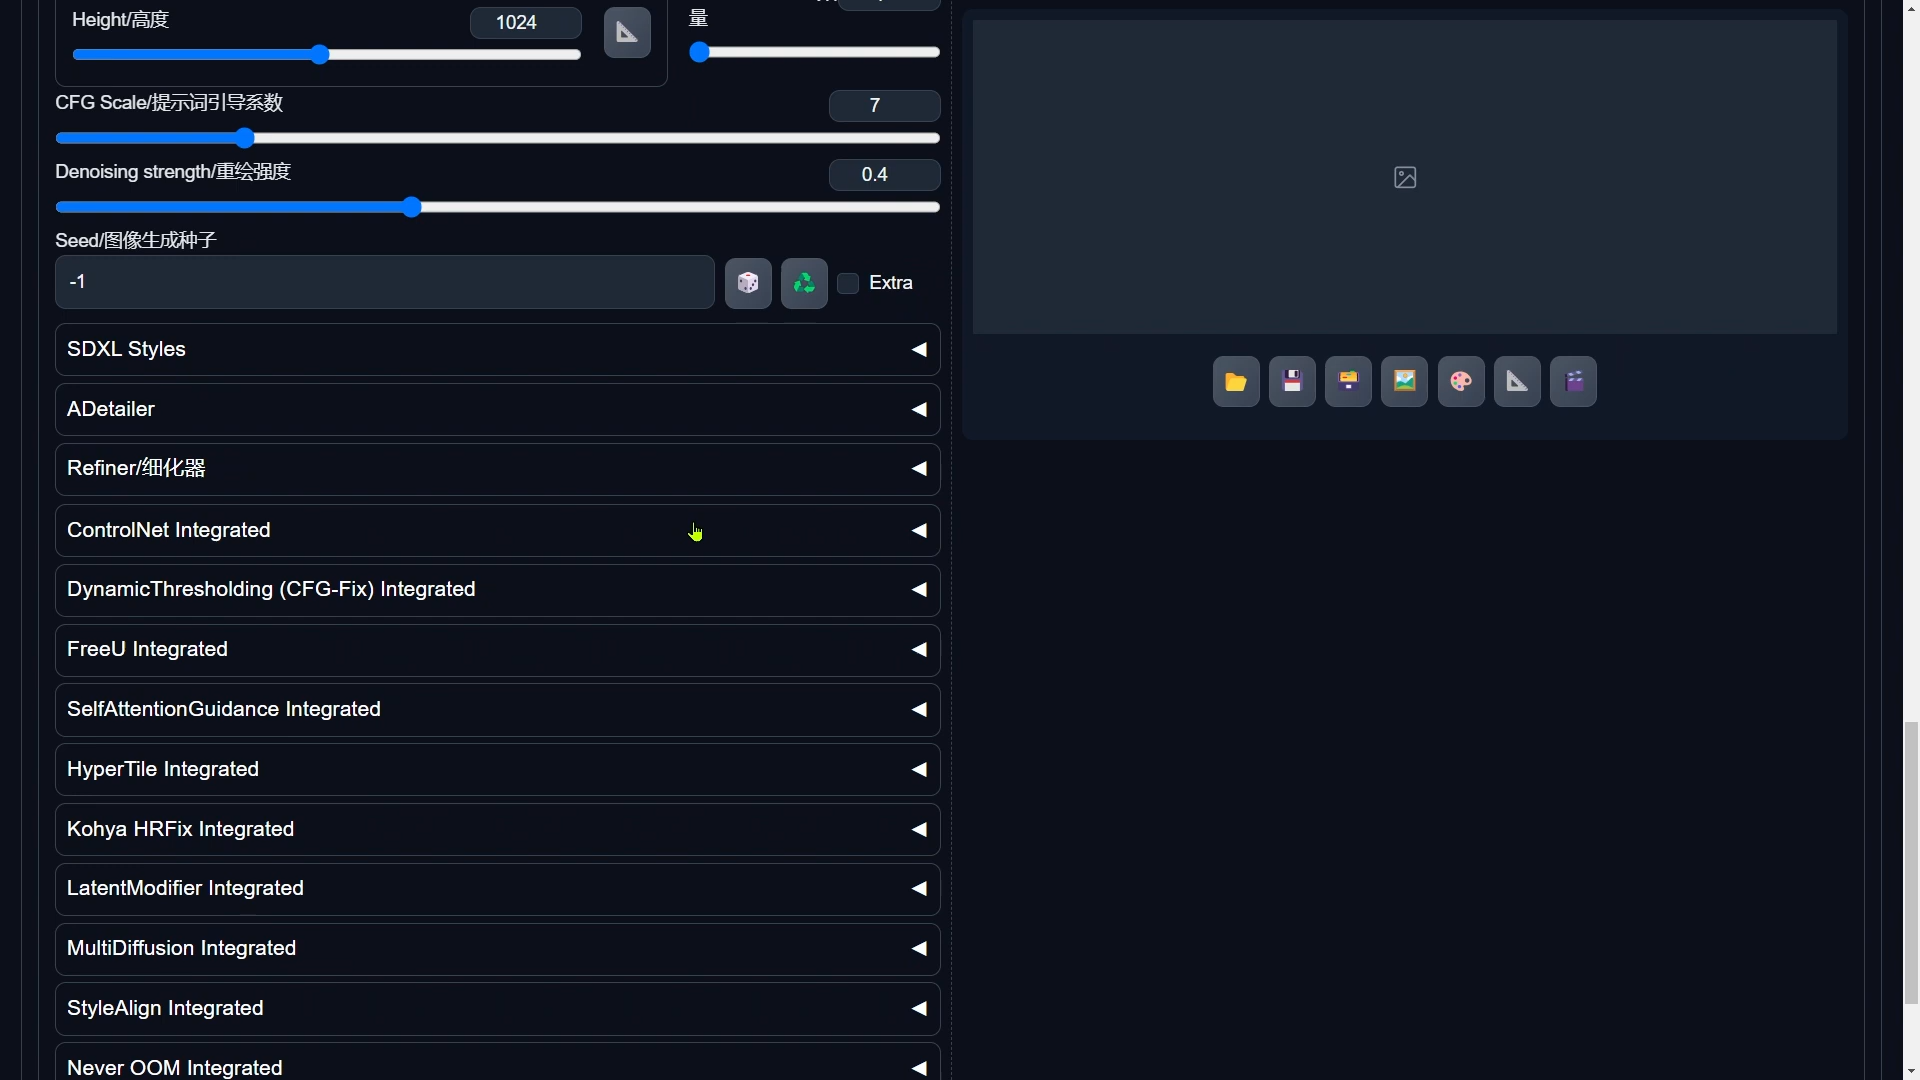 Height/高度
1024
量
CFG Scale/提示词引导系数
7
Denoising strength/重绘强度
0.4
Seed/图像生成种子
-1
Extra
SDXL Styles
ADetailer
Refiner/细化器
ControlNet Integrated
DynamicThresholding (CFG-Fix) Integrated
FreeU Integrated
SelfAttentionGuidance Integrated
HyperTile Integrated
Kohya HRFix Integrated
LatentModifier Integrated
MultiDiffusion Integrated
StyleAlign Integrated
Never OOM Integrated